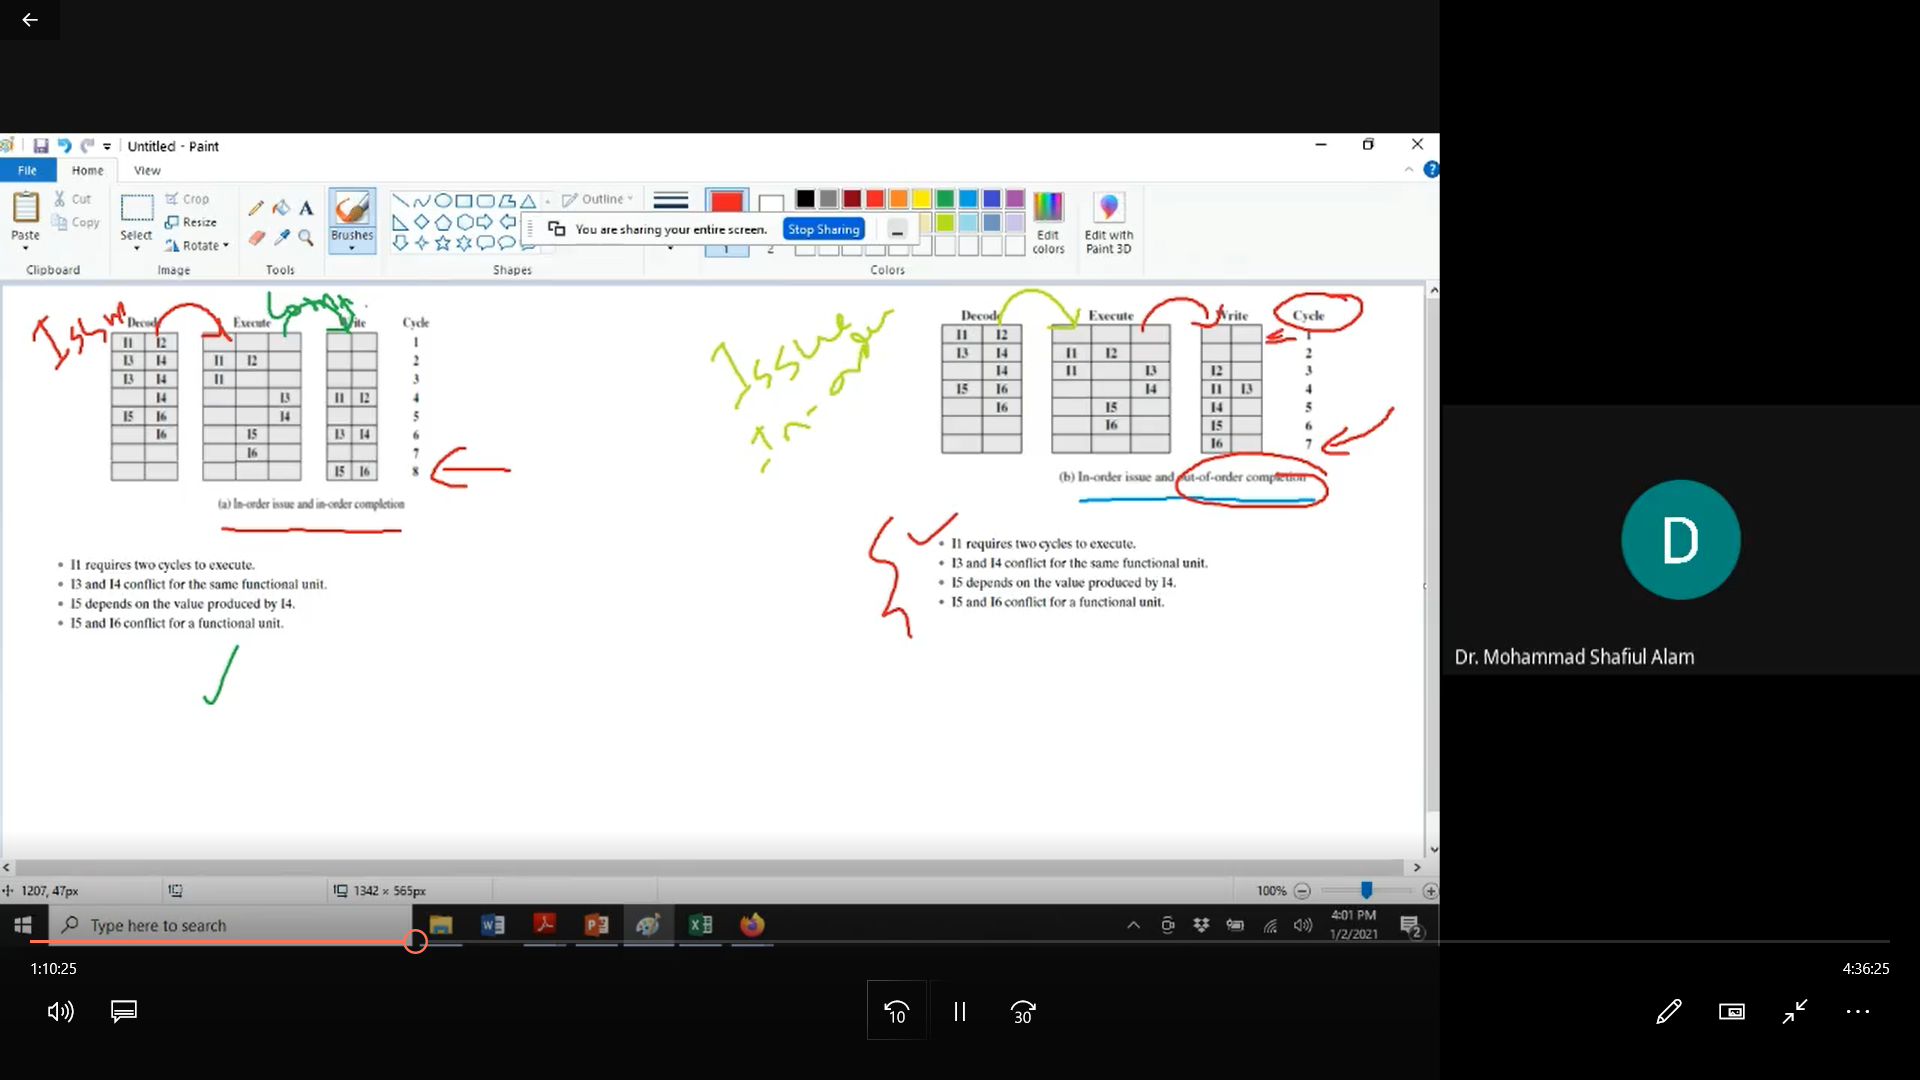 Untitled - Paint
File Home View
Paste Cut Copy
Clipboard
Select Crop Resize Rotate
Image
A
Tools
Brushes
Shapes
Outline
You are sharing your entire screen. Stop Sharing
1 2
Colors
Edit colors
Edit with Paint 3D
Issue
Decode Execute Write Cycle
I1 I2 1
I3 I4 I1 I2 2
I3 I4 I1 3
I4 I3 I1 I2 4
I5 I6 I4 5
I6 I5 I3 I4 6
I6 7
I5 I6 8
(a) In-order issue and in-order completion
• I1 requires two cycles to execute.
• I3 and I4 conflict for the same functional unit.
• I5 depends on the value produced by I4.
• I5 and I6 conflict for a functional unit.
Issue
in order
Decode Execute Write Cycle
I1 I2 1
I3 I4 I1 I2 2
I4 I1 I3 I2 3
I5 I6 I4 I1 I3 4
I6 I5 I4 5
I6 I5 6
I6 7
(b) In-order issue and out-of-order completion
• I1 requires two cycles to execute.
• I3 and I4 conflict for the same functional unit.
• I5 depends on the value produced by I4.
• I5 and I6 conflict for a functional unit.
D
Dr. Mohammad Shafiul Alam
1207, 47px
1342 × 565px
100%
Type here to search
4:01 PM
1/2/2021
2
1:10:25
4:36:25
10
30